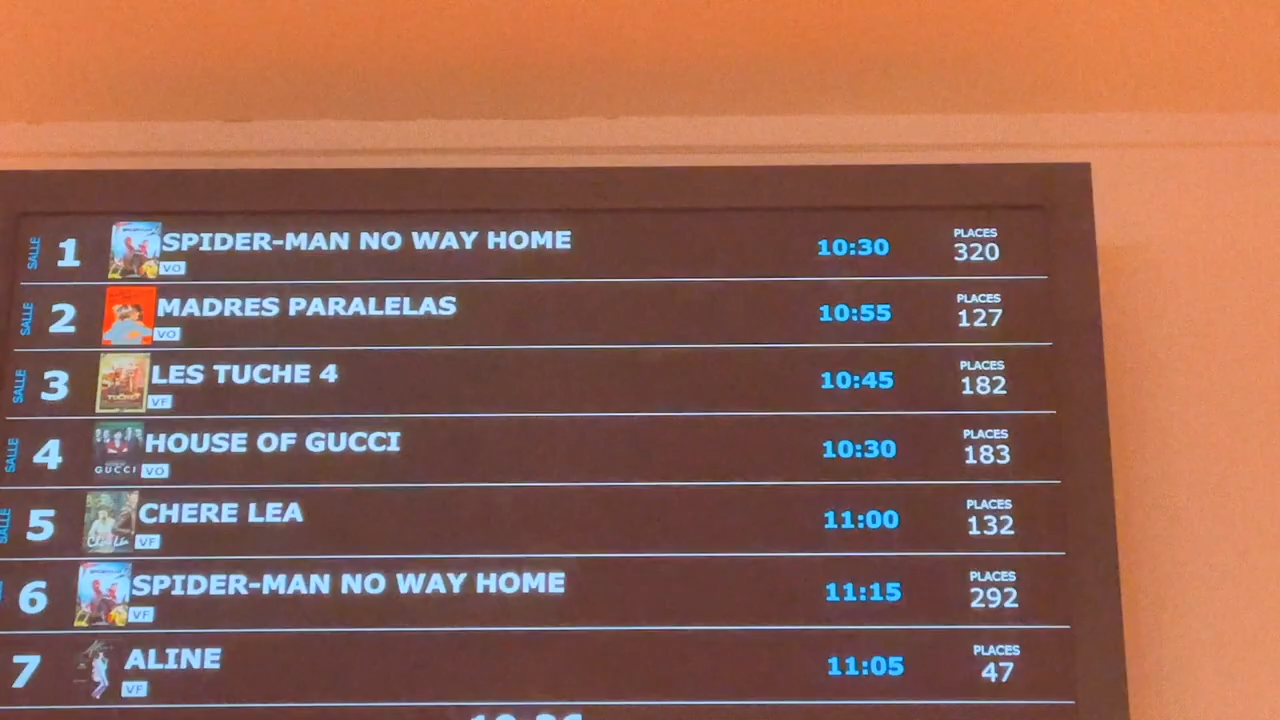 SALLE 1 SPIDER-MAN NO WAY HOME 10:30 PLACES 320
VO
SALLE 2 MADRES PARALELAS 10:55 PLACES 127
VO
SALLE 3 LES TUCHE 4 10:45 PLACES 182
VF
SALLE 4 HOUSE OF GUCCI 10:30 PLACES 183
GUCCI VO
SALLE 5 CHERE LEA 11:00 PLACES 132
VF
6 SPIDER-MAN NO WAY HOME 11:15 PLACES 292
VF
7 ALINE 11:05 PLACES 47
VF